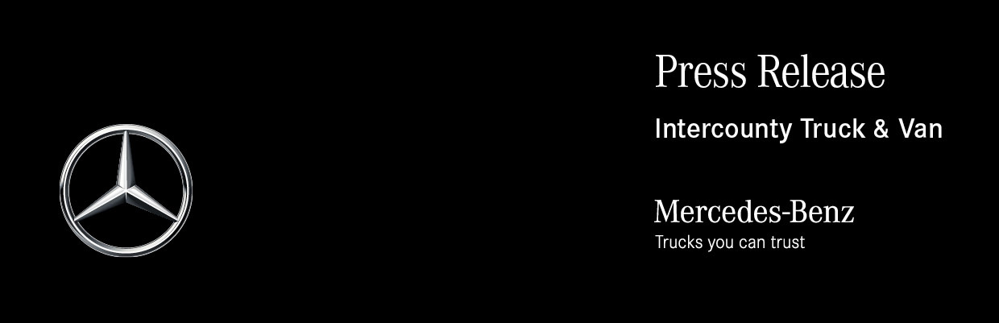 Press Release
Intercounty Truck & Van
Mercedes-Benz
Trucks you can trust